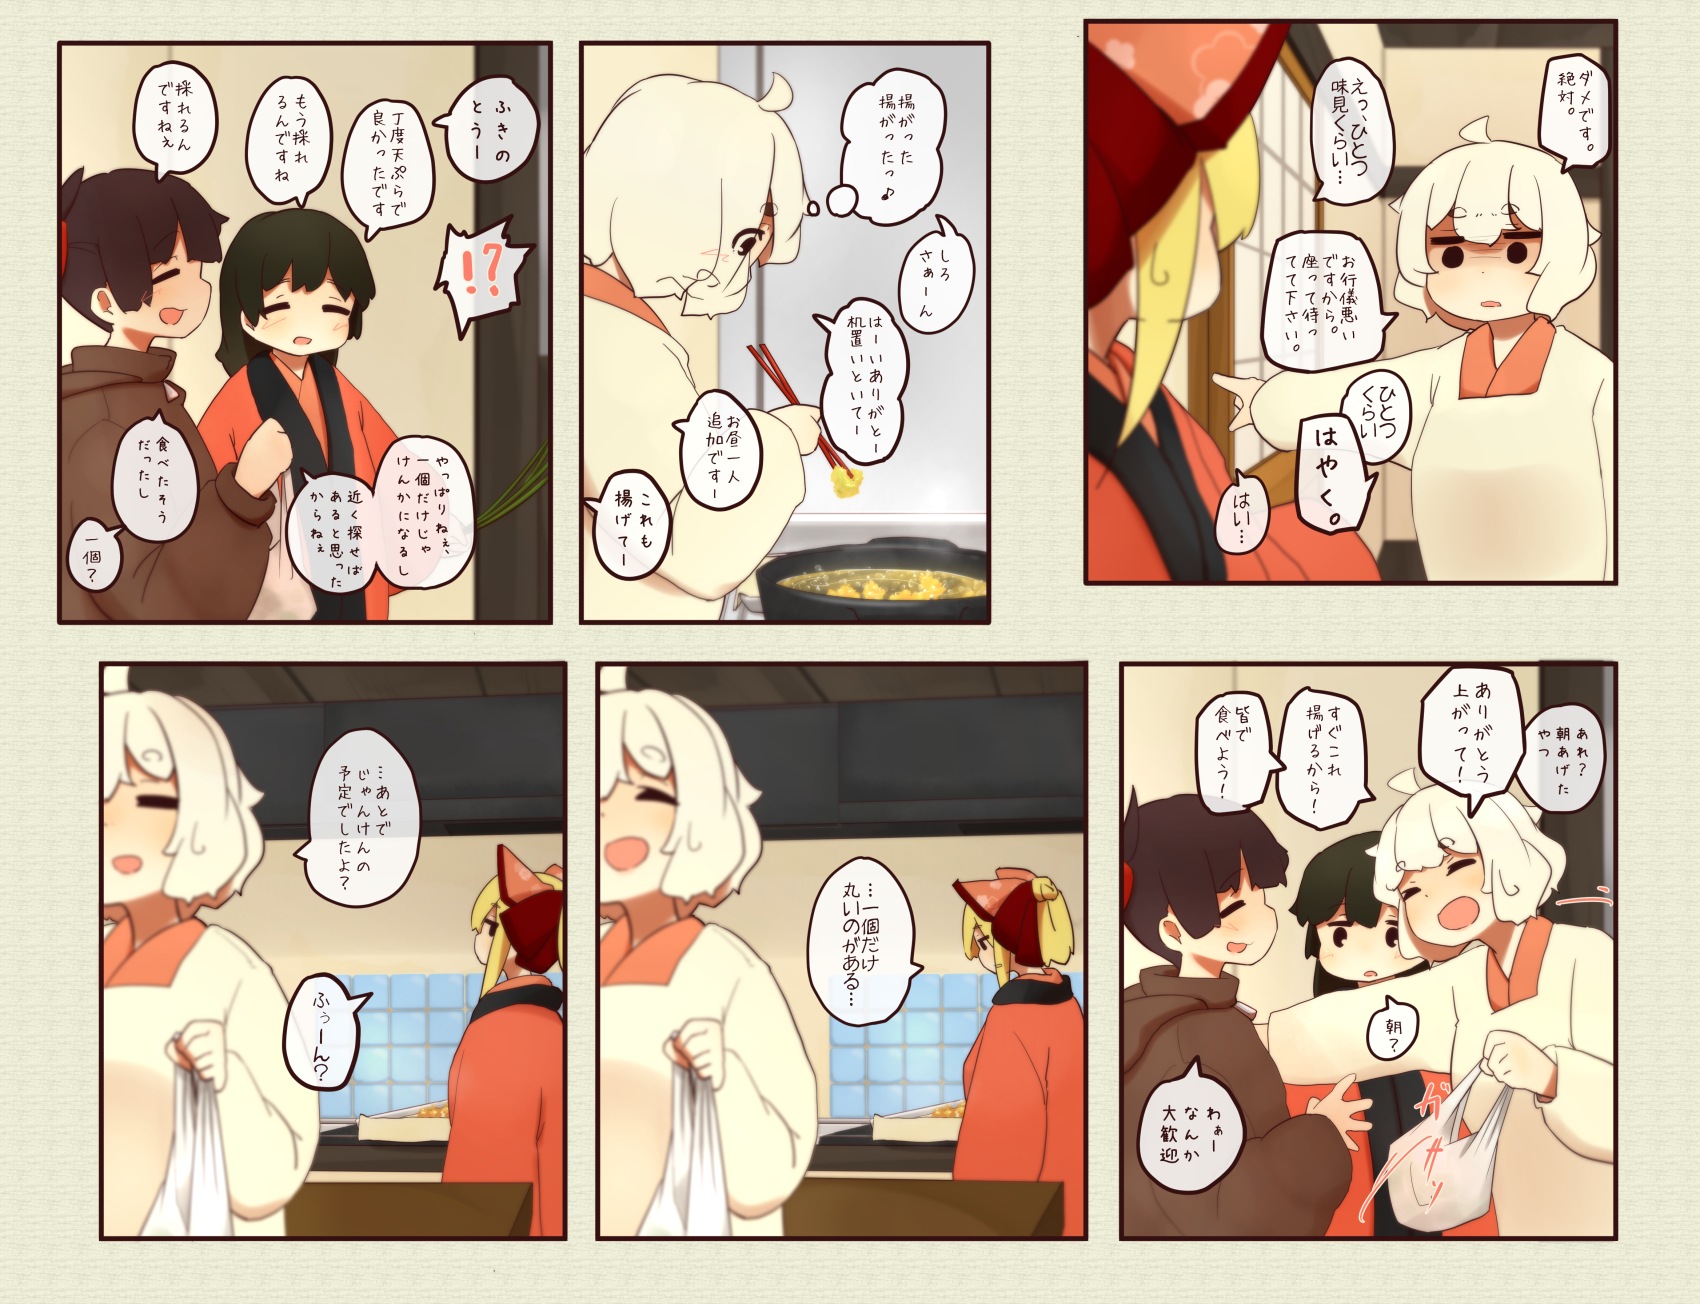 ダメです。
絶対。
えっ、ひとつ
味見くらい…
お行儀悪い
ですから。
座って待っ
てて下さい。
ひとつ
くらい
はやく。
はい…
揚がった
揚がったっ♪
しろ
さぁーん
はーいありがとー
机置いといてー
お昼一人
追加ですー
これも
揚げてー
ふきの
とうー
!?
丁度天ぷらで
良かったです
もう採れ
るんですね
採れるん
ですねぇ
やっぱりねぇ、
一個だけじゃ
けんかになるし
近く探せば
あると思った
からねぇ
食べたそう
だったし
一個？
あれ？
朝あげた
やつ
ありがとう
上がって！
すぐこれ
揚げるから！
皆で
食べよう！
朝？
ガ
サッ
わぁー
なんか
大歓迎
…一個だけ
丸いのがある…
…あとで
じゃんけんの
予定でしたよ？
ふぅーん？